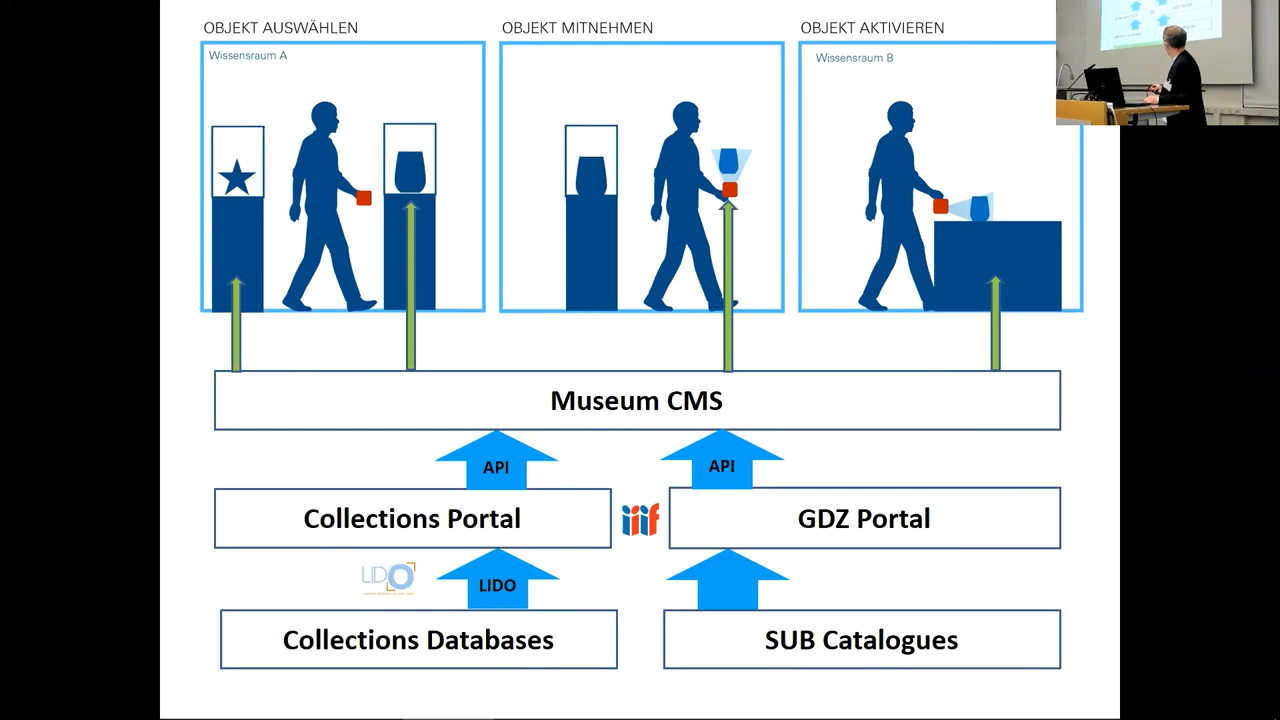 OBJEKT AUSWÄHLEN
OBJEKT MITNEHMEN
OBJEKT AKTIVIEREN
Wissensraum A
Wissensraum B
Museum CMS
API
API
Collections Portal
iiif
GDZ Portal
LIDO
LIDO
Collections Databases
SUB Catalogues